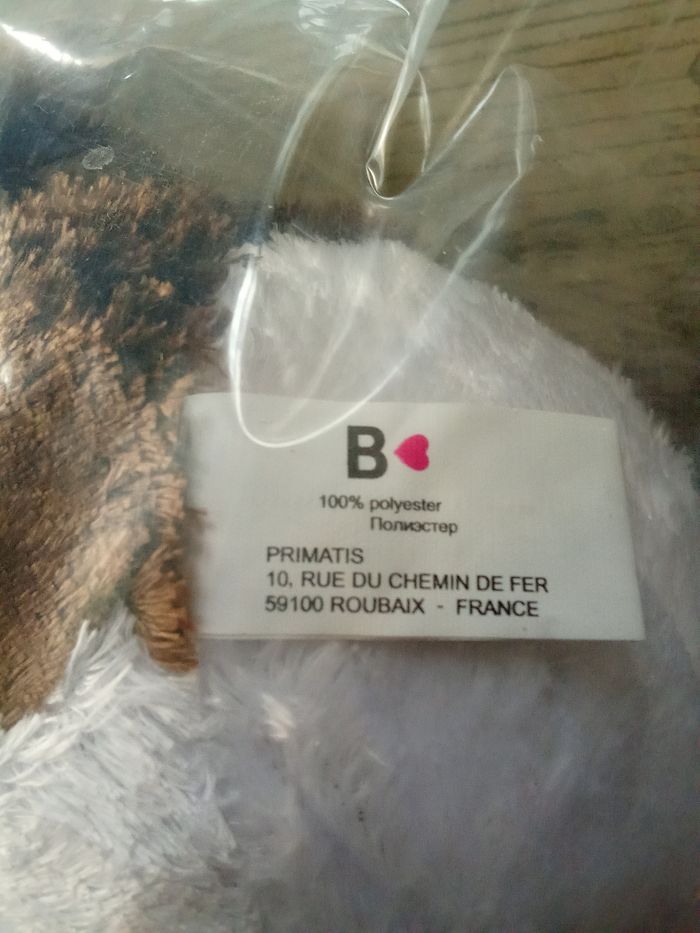 B
100% polyester
Полиэстер
PRIMATIS
10, RUE DU CHEMIN DE FER
59100 ROUBAIX - FRANCE